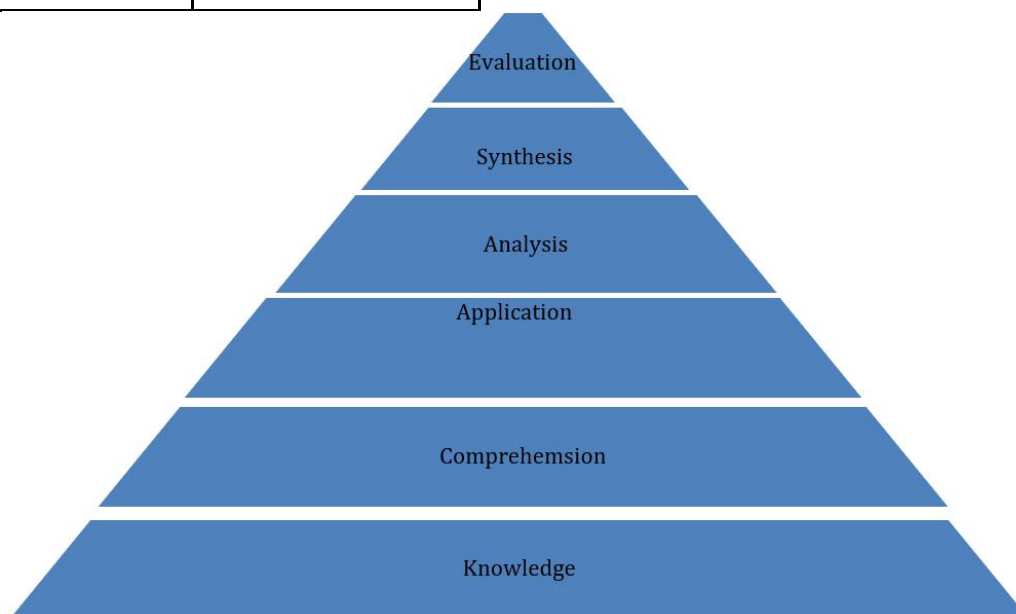 Evaluation
Synthesis
Analysis
Application
Comprehemsion
Knowledge